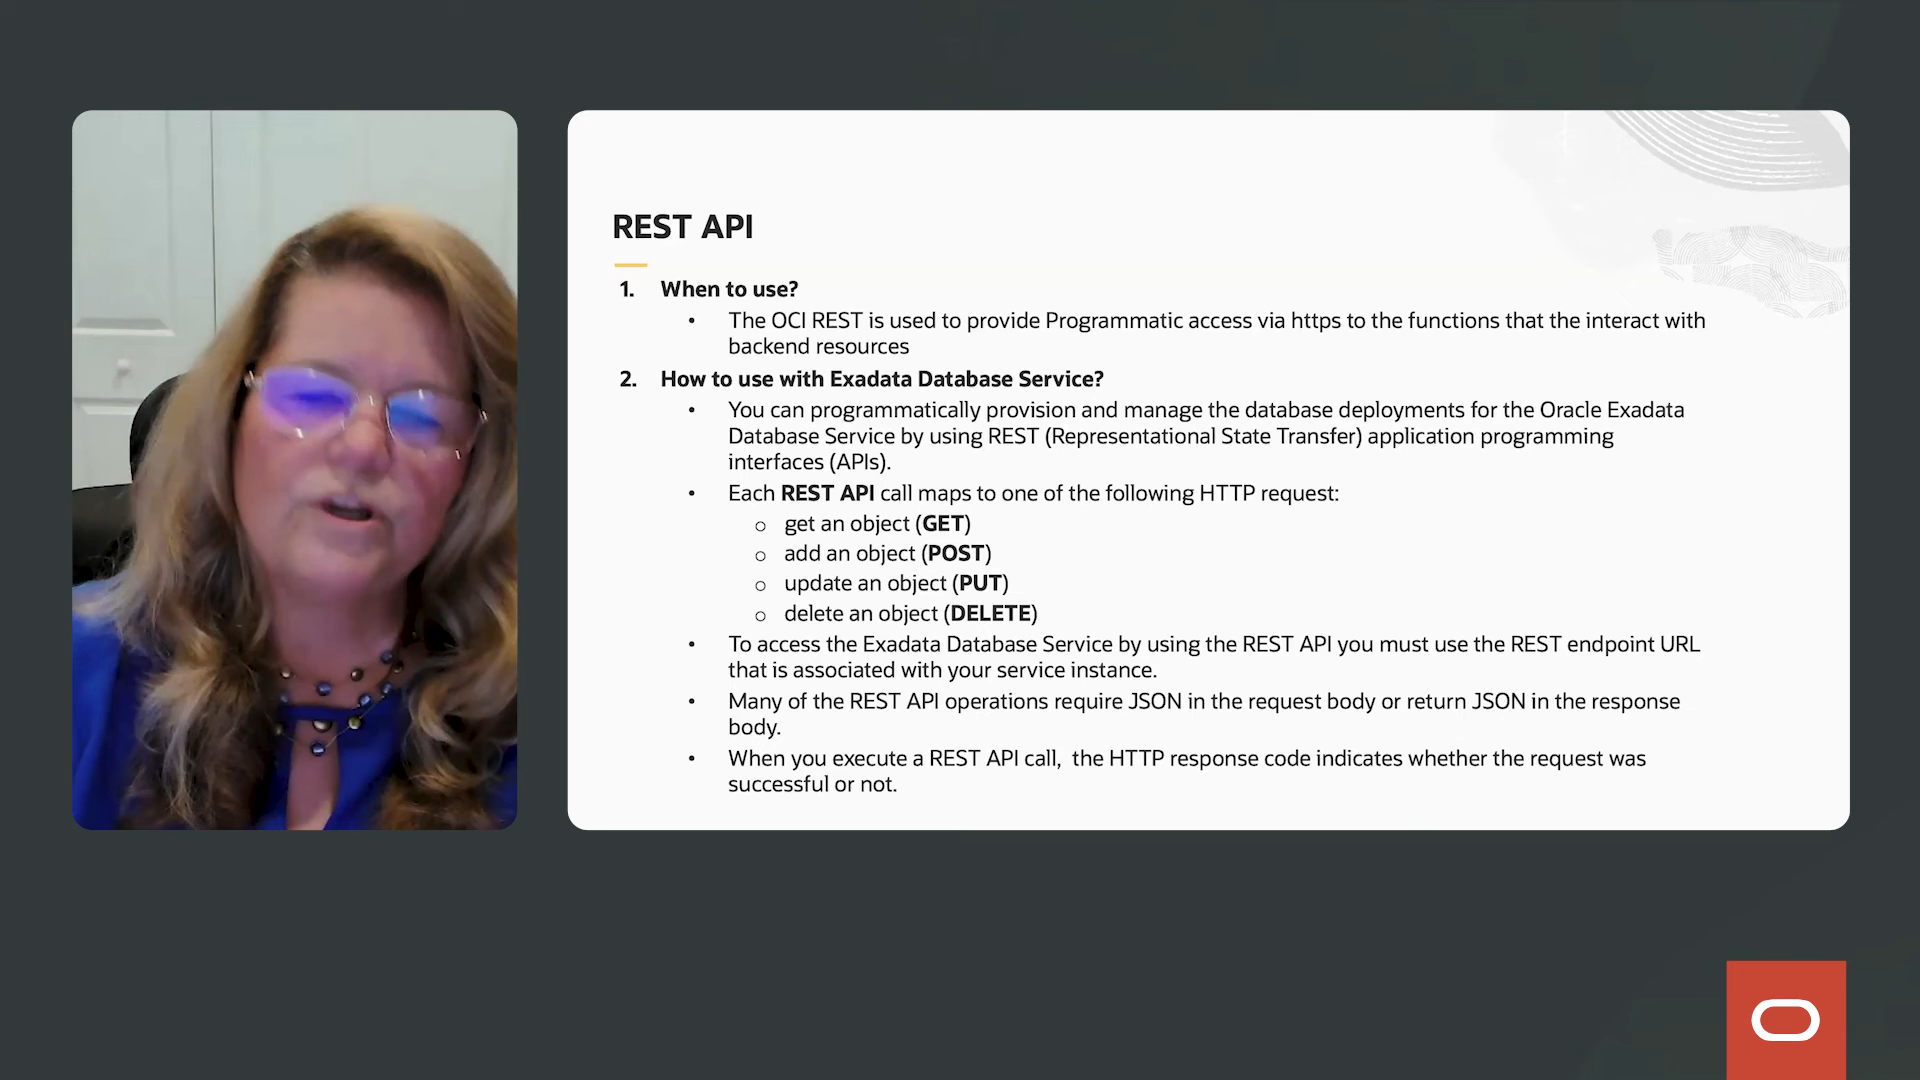 REST API
1. When to use?
• The OCI REST is used to provide Programmatic access via https to the functions that the interact with
backend resources
2. How to use with Exadata Database Service?
• You can programmatically provision and manage the database deployments for the Oracle Exadata
Database Service by using REST (Representational State Transfer) application programming
interfaces (APIs).
• Each REST API call maps to one of the following HTTP request:
o get an object (GET)
o add an object (POST)
o update an object (PUT)
o delete an object (DELETE)
• To access the Exadata Database Service by using the REST API you must use the REST endpoint URL
that is associated with your service instance.
• Many of the REST API operations require JSON in the request body or return JSON in the response
body.
• When you execute a REST API call,  the HTTP response code indicates whether the request was
successful or not.